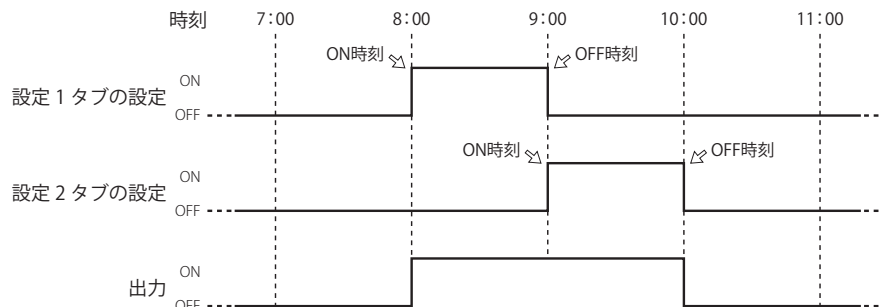 時刻 7:00 8:00 9:00 10:00 11:00
ON時刻 OFF時刻
設定 1 タブの設定
ON
OFF
ON時刻 OFF時刻
設定 2 タブの設定
ON
OFF
出力
ON
OFF